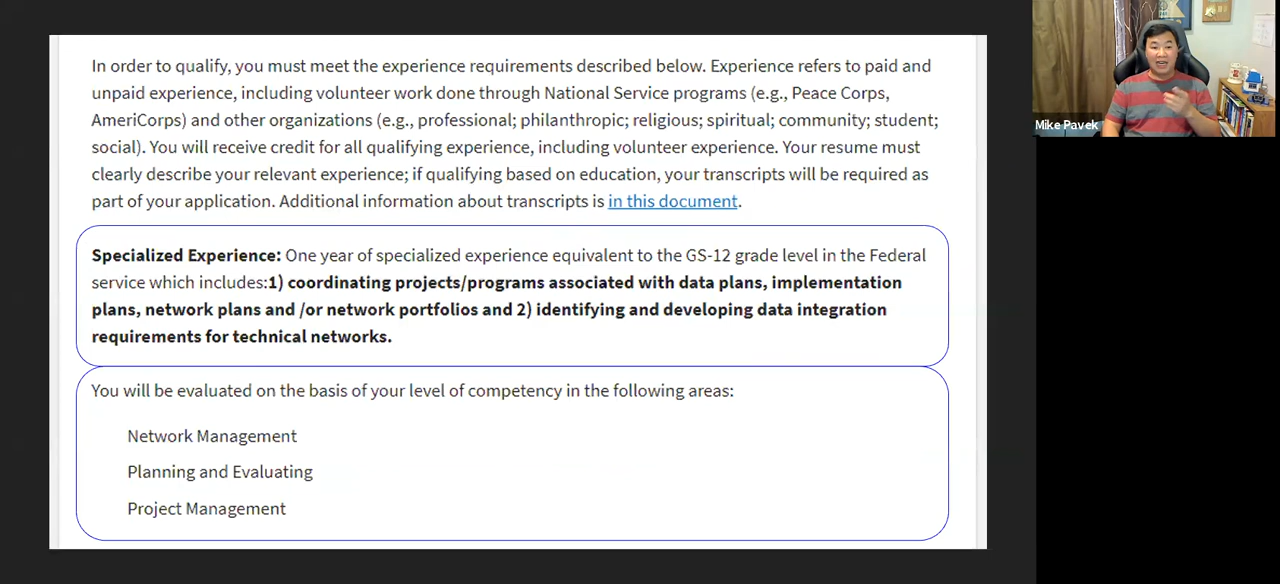 In order to qualify, you must meet the experience requirements described below. Experience refers to paid and
unpaid experience, including volunteer work done through National Service programs (e.g., Peace Corps,
AmeriCorps) and other organizations (e.g., professional; philanthropic; religious; spiritual; community; student;
social). You will receive credit for all qualifying experience, including volunteer experience. Your resume must
clearly describe your relevant experience; if qualifying based on education, your transcripts will be required as
part of your application. Additional information about transcripts is in this document.
Specialized Experience: One year of specialized experience equivalent to the GS-12 grade level in the Federal
service which includes:1) coordinating projects/programs associated with data plans, implementation
plans, network plans and /or network portfolios and 2) identifying and developing data integration
requirements for technical networks.
You will be evaluated on the basis of your level of competency in the following areas:
Network Management
Planning and Evaluating
Project Management
Mike Pavek